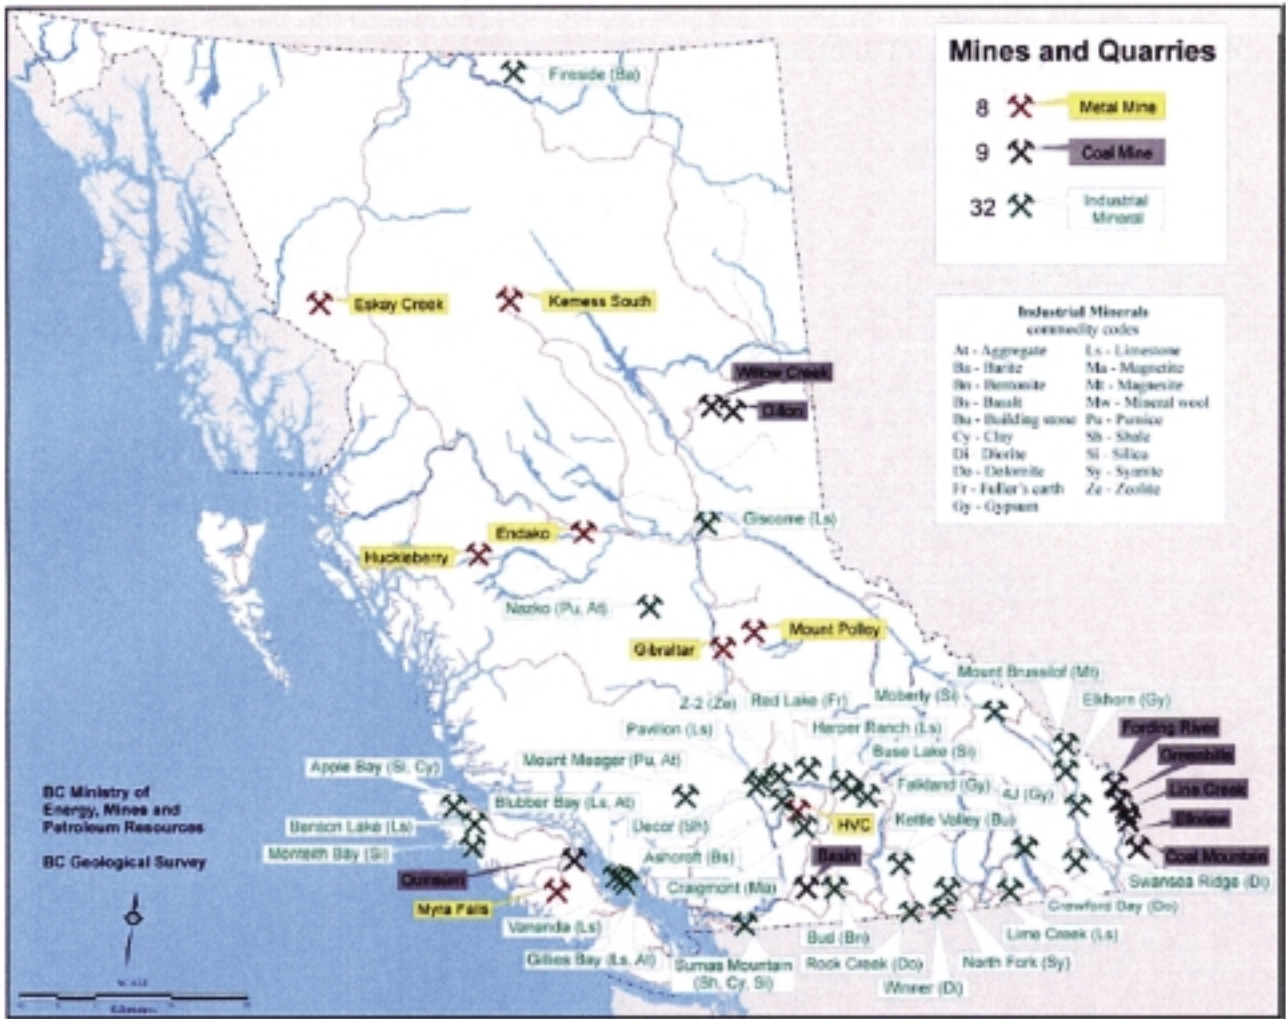 Mines and Quarries
8 Metal Mine
9 Coal Mine
32 Industrial
Mineral
Industrial Minerals
commodity codes
At - Aggregate
Ba - Barite
Bn - Bentonite
Bs - Basalt
Bu - Building stone
Cy - Clay
Di Diorite
Do - Dolomite
Fr - Fuller's earth
Gy - Gypsum
Ls - Limestone
Ma - Magnetite
Mt - Magnesite
Mw - Mineral wool
Pu - Pumice
Sh - Shale
Si - Silica
Sy - Syenite
Ze - Zeolite
Fireside (Ba)
Eskay Creek
Kemess South
Willow Creek
Dillon
Giscome (Ls)
Endako
Huckleberry
Nazko (Pu, At)
Mount Polley
Gibraltar
Mount Brussilof (Mt)
Z-2 (Ze)
Red Lake (Fr)
Moberly (Si)
Elkhorn (Gy)
Pavilion (Ls)
Harper Ranch (Ls)
Fording River
Mount Meager (Pu, At)
Buse Lake (Si)
Greenhills
Apple Bay (Si, Cy)
Falkland (Gy)
4J (Gy)
Line Creek
Blubber Bay (Ls, At)
Benson Lake (Ls)
Decor (Sh)
HVC
Kettle Valley (Bu)
Elkview
Monteith Bay (Si)
Ashcroft (Bs)
Basin
Coal Mountain
Quinsam
Craigmont (Ma)
Swansea Ridge (Di)
Myra Falls
Crawford Bay (Do)
Vananda (Ls)
Bud (Bn)
Lime Creek (Ls)
Gillies Bay (Ls, At)
Sumas Mountain
(Sh, Cy, Si)
Rock Creek (Do)
North Fork (Sy)
Winner (Di)
BC Ministry of
Energy, Mines and
Petroleum Resources
BC Geological Survey
Kilometres